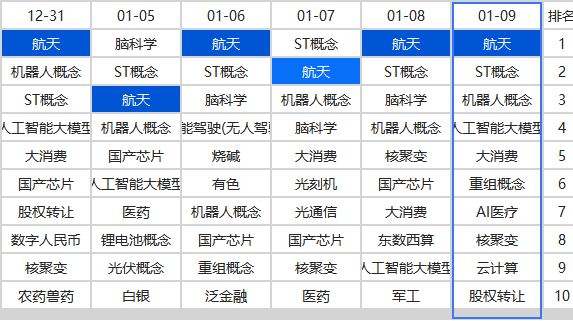 12-31 01-05 01-06 01-07 01-08 01-09 排名
航天 脑科学 航天 ST概念 航天 航天 1
机器人概念 ST概念 ST概念 航天 ST概念 ST概念 2
ST概念 航天 脑科学 机器人概念 脑科学 机器人概念 3
人工智能大模型 机器人概念 能驾驶(无人驾驶 脑科学 机器人概念 人工智能大模型 4
大消费 国产芯片 烧碱 大消费 核聚变 大消费 5
国产芯片 人工智能大模型 有色 光刻机 国产芯片 重组概念 6
股权转让 医药 机器人概念 光通信 大消费 AI医疗 7
数字人民币 锂电池概念 国产芯片 国产芯片 东数西算 核聚变 8
核聚变 光伏概念 重组概念 核聚变 人工智能大模型 云计算 9
农药兽药 白银 泛金融 医药 军工 股权转让 10